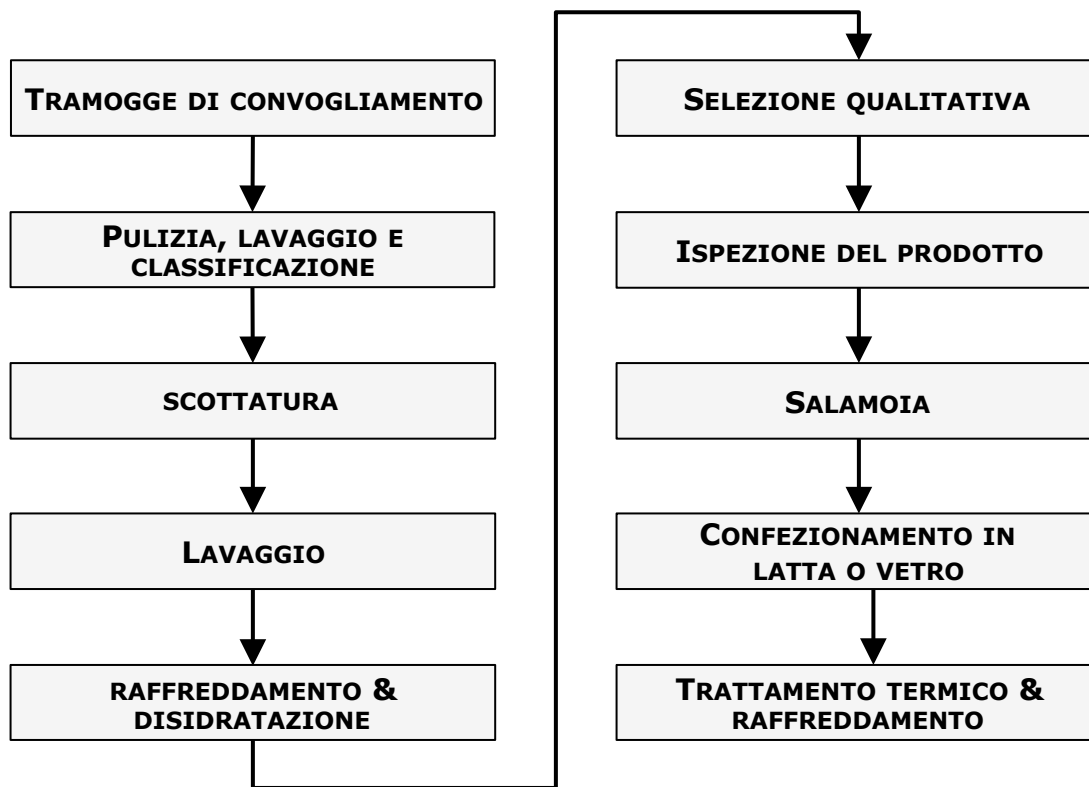 TRAMOGGE DI CONVOGLIAMENTO
PULIZIA, LAVAGGIO E
CLASSIFICAZIONE
SCOTTATURA
LAVAGGIO
RAFFREDDAMENTO &
DISIDRATAZIONE
SELEZIONE QUALITATIVA
ISPEZIONE DEL PRODOTTO
SALAMOIA
CONFEZIONAMENTO IN
LATTA O VETRO
TRATTAMENTO TERMICO &
RAFFREDDAMENTO